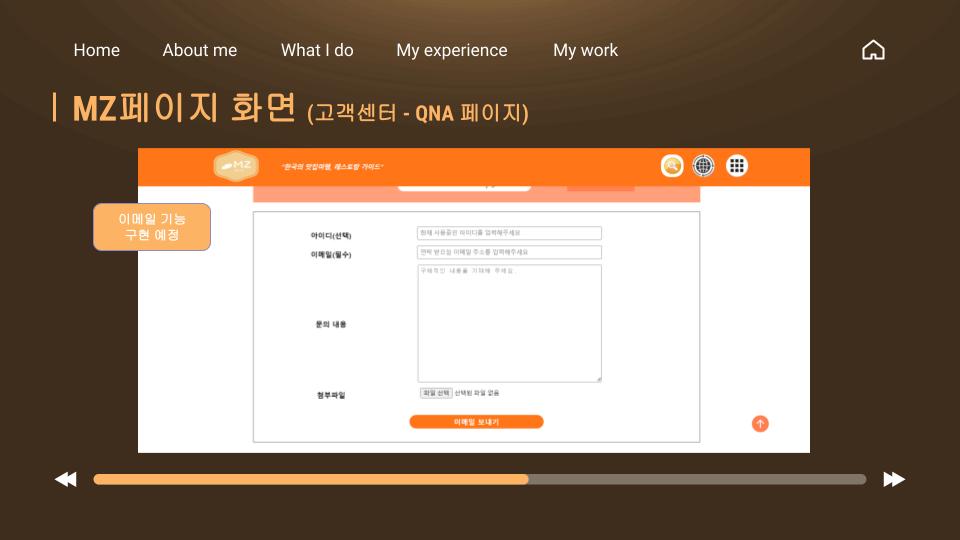 Home About me What I do My experience My work
MZ페이지 화면 (고객센터 - QNA 페이지)
MZ
"한국의 맛집미행, 레스토랑 가이드"
이메일 기능
구현 예정
아이디(선택) 현재 사용중인 아이디를 입력해주세요
이메일(필수) 연락 받으실 이메일 주소를 입력해주세요
구체적인 내용을 기재해 주세요.
문의 내용
첨부파일 파일 선택 선택된 파일 없음
이메일 보내기